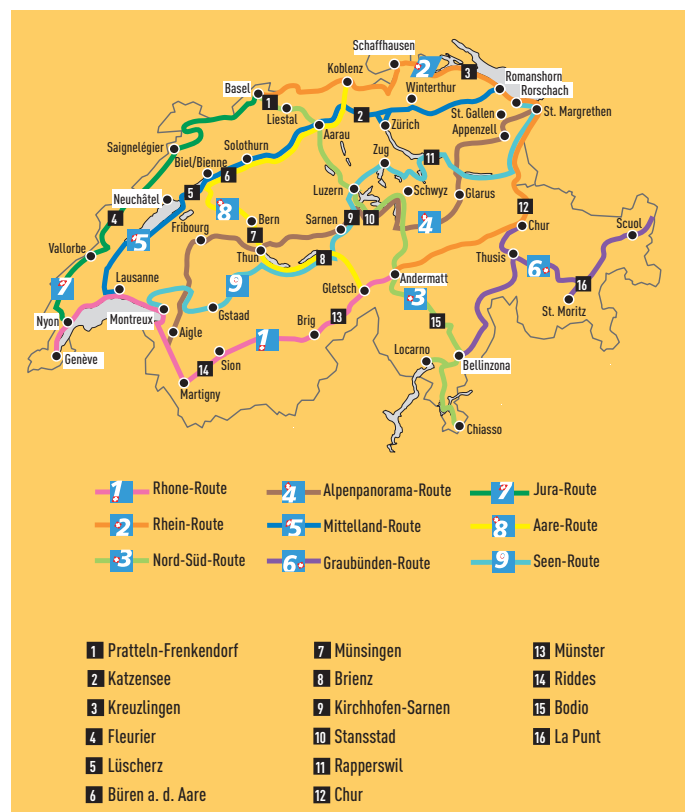 Schaffhausen
2
3
Koblenz
Romanshorn
Basel
Winterthur
Rorschach
1
Liestal
2
Zürich
St. Gallen
St. Margrethen
Aarau
Appenzell
Saignelégier
Solothurn
Zug
11
Biel/Bienne
6
5
Luzern
Schwyz
Glarus
Neuchâtel
8
Bern
9
10
12
4
Fribourg
7
Sarnen
4
Chur
Scuol
5
Vallorbe
Thun
8
Thusis
6
Lausanne
9
Andermatt
16
7
Gletsch
3
St. Moritz
Nyon
Montreux
Gstaad
13
15
Aigle
1
Brig
Locarno
Genève
14
Sion
Bellinzona
Martigny
Chiasso
1 Rhone-Route
4 Alpenpanorama-Route
7 Jura-Route
2 Rhein-Route
5 Mittelland-Route
8 Aare-Route
3 Nord-Süd-Route
6 Graubünden-Route
9 Seen-Route
1 Pratteln-Frenkendorf
2 Katzensee
3 Kreuzlingen
4 Fleurier
5 Lüscherz
6 Büren a. d. Aare
7 Münsingen
8 Brienz
9 Kirchhofen-Sarnen
10 Stansstad
11 Rapperswil
12 Chur
13 Münster
14 Riddes
15 Bodio
16 La Punt